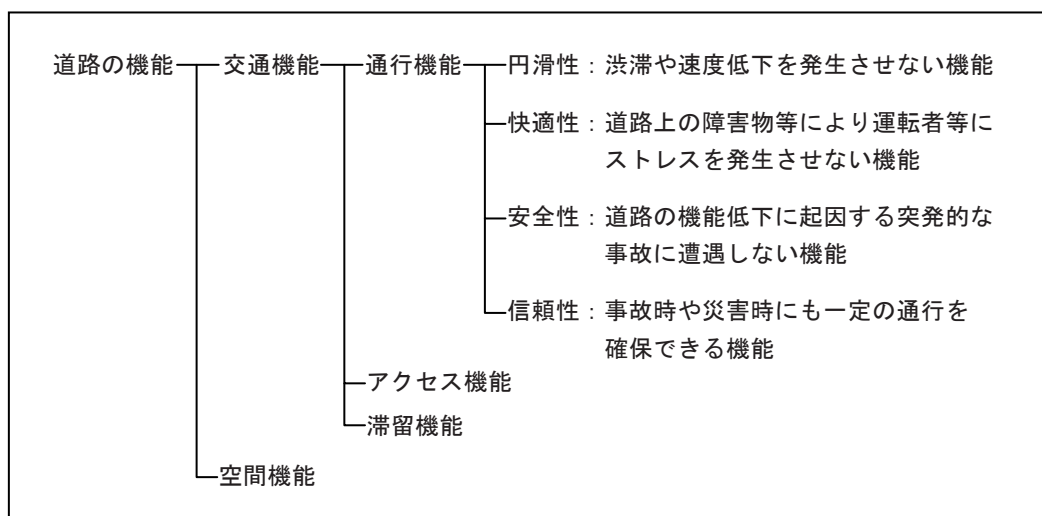 道路の機能 交通機能 通行機能 円滑性：渋滞や速度低下を発生させない機能
快適性：道路上の障害物等により運転者等に
ストレスを発生させない機能
安全性：道路の機能低下に起因する突発的な
事故に遭遇しない機能
信頼性：事故時や災害時にも一定の通行を
確保できる機能
アクセス機能
滞留機能
空間機能